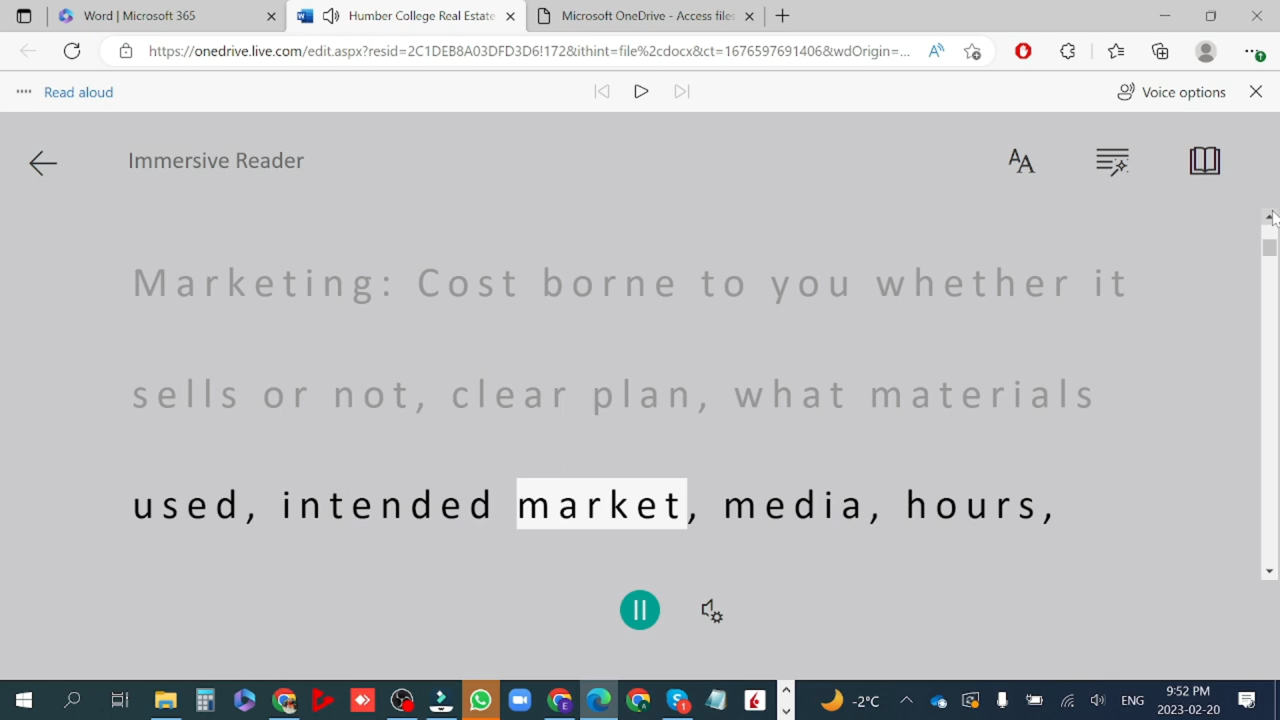 Word | Microsoft 365
Humber College Real Estate
Microsoft OneDrive - Access files
https://onedrive.live.com/edit.aspx?resid=2C1DEB8A03DFD3D6!172&ithint=file%2cdocx&ct=1676597691406&wdOrigin=...
Read aloud
Voice options
Immersive Reader
Marketing: Cost borne to you whether it
sells or not, clear plan, what materials
used, intended market, media, hours,
-2°C
ENG
9:52 PM
2023-02-20